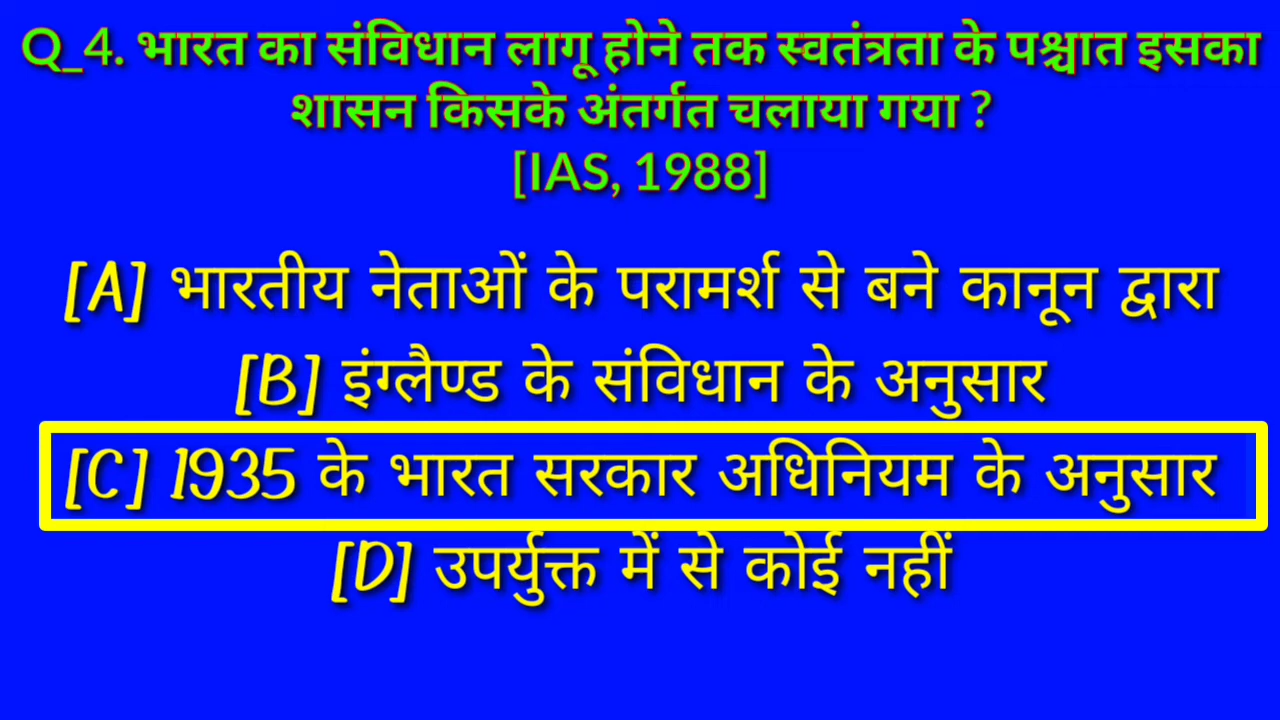 Q_4. भारत का संविधान लागू होने तक स्वतंत्रता के पश्चात इसका
शासन किसके अंतर्गत चलाया गया ?
[IAS, 1988]
[A] भारतीय नेताओं के परामर्श से बने कानून द्वारा
[B] इंग्लैण्ड के संविधान के अनुसार
[C] 1935 के भारत सरकार अधिनियम के अनुसार
[D] उपर्युक्त में से कोई नहीं